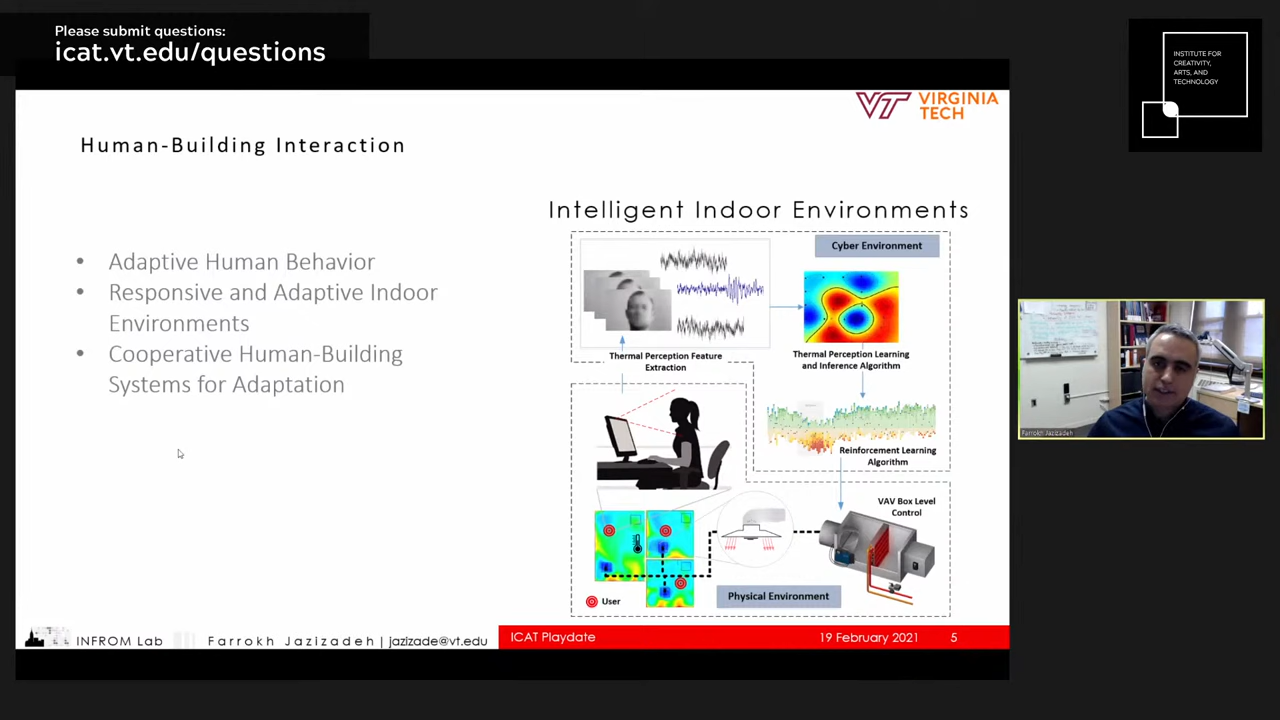 Please submit questions:
icat.vt.edu/questions
INSTITUTE FOR
CREATIVITY,
ARTS, AND
TECHNOLOGY
VT VIRGINIA
TECH
Human-Building Interaction
Intelligent Indoor Environments
• Adaptive Human Behavior
• Responsive and Adaptive Indoor
Environments
• Cooperative Human-Building
Systems for Adaptation
Cyber Environment
Thermal Perception Feature
Extraction
Thermal Perception Learning
and Inference Algorithm
Reinforcement Learning
Algorithm
VAV Box Level
Control
Physical Environment
User
Farrokh Jazizadeh
INFROM Lab
Farrokh Jazizadeh | jazizade@vt.edu
ICAT Playdate
19 February 2021
5